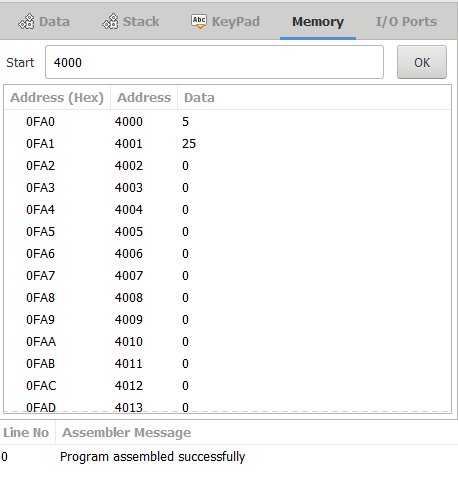 Data Stack Abc KeyPad Memory I/O Ports
Start 4000 OK
Address (Hex) Address Data
0FA0 4000 5
0FA1 4001 25
0FA2 4002 0
0FA3 4003 0
0FA4 4004 0
0FA5 4005 0
0FA6 4006 0
0FA7 4007 0
0FA8 4008 0
0FA9 4009 0
0FAA 4010 0
0FAB 4011 0
0FAC 4012 0
0FAD 4013 0
Line No Assembler Message
0 Program assembled successfully